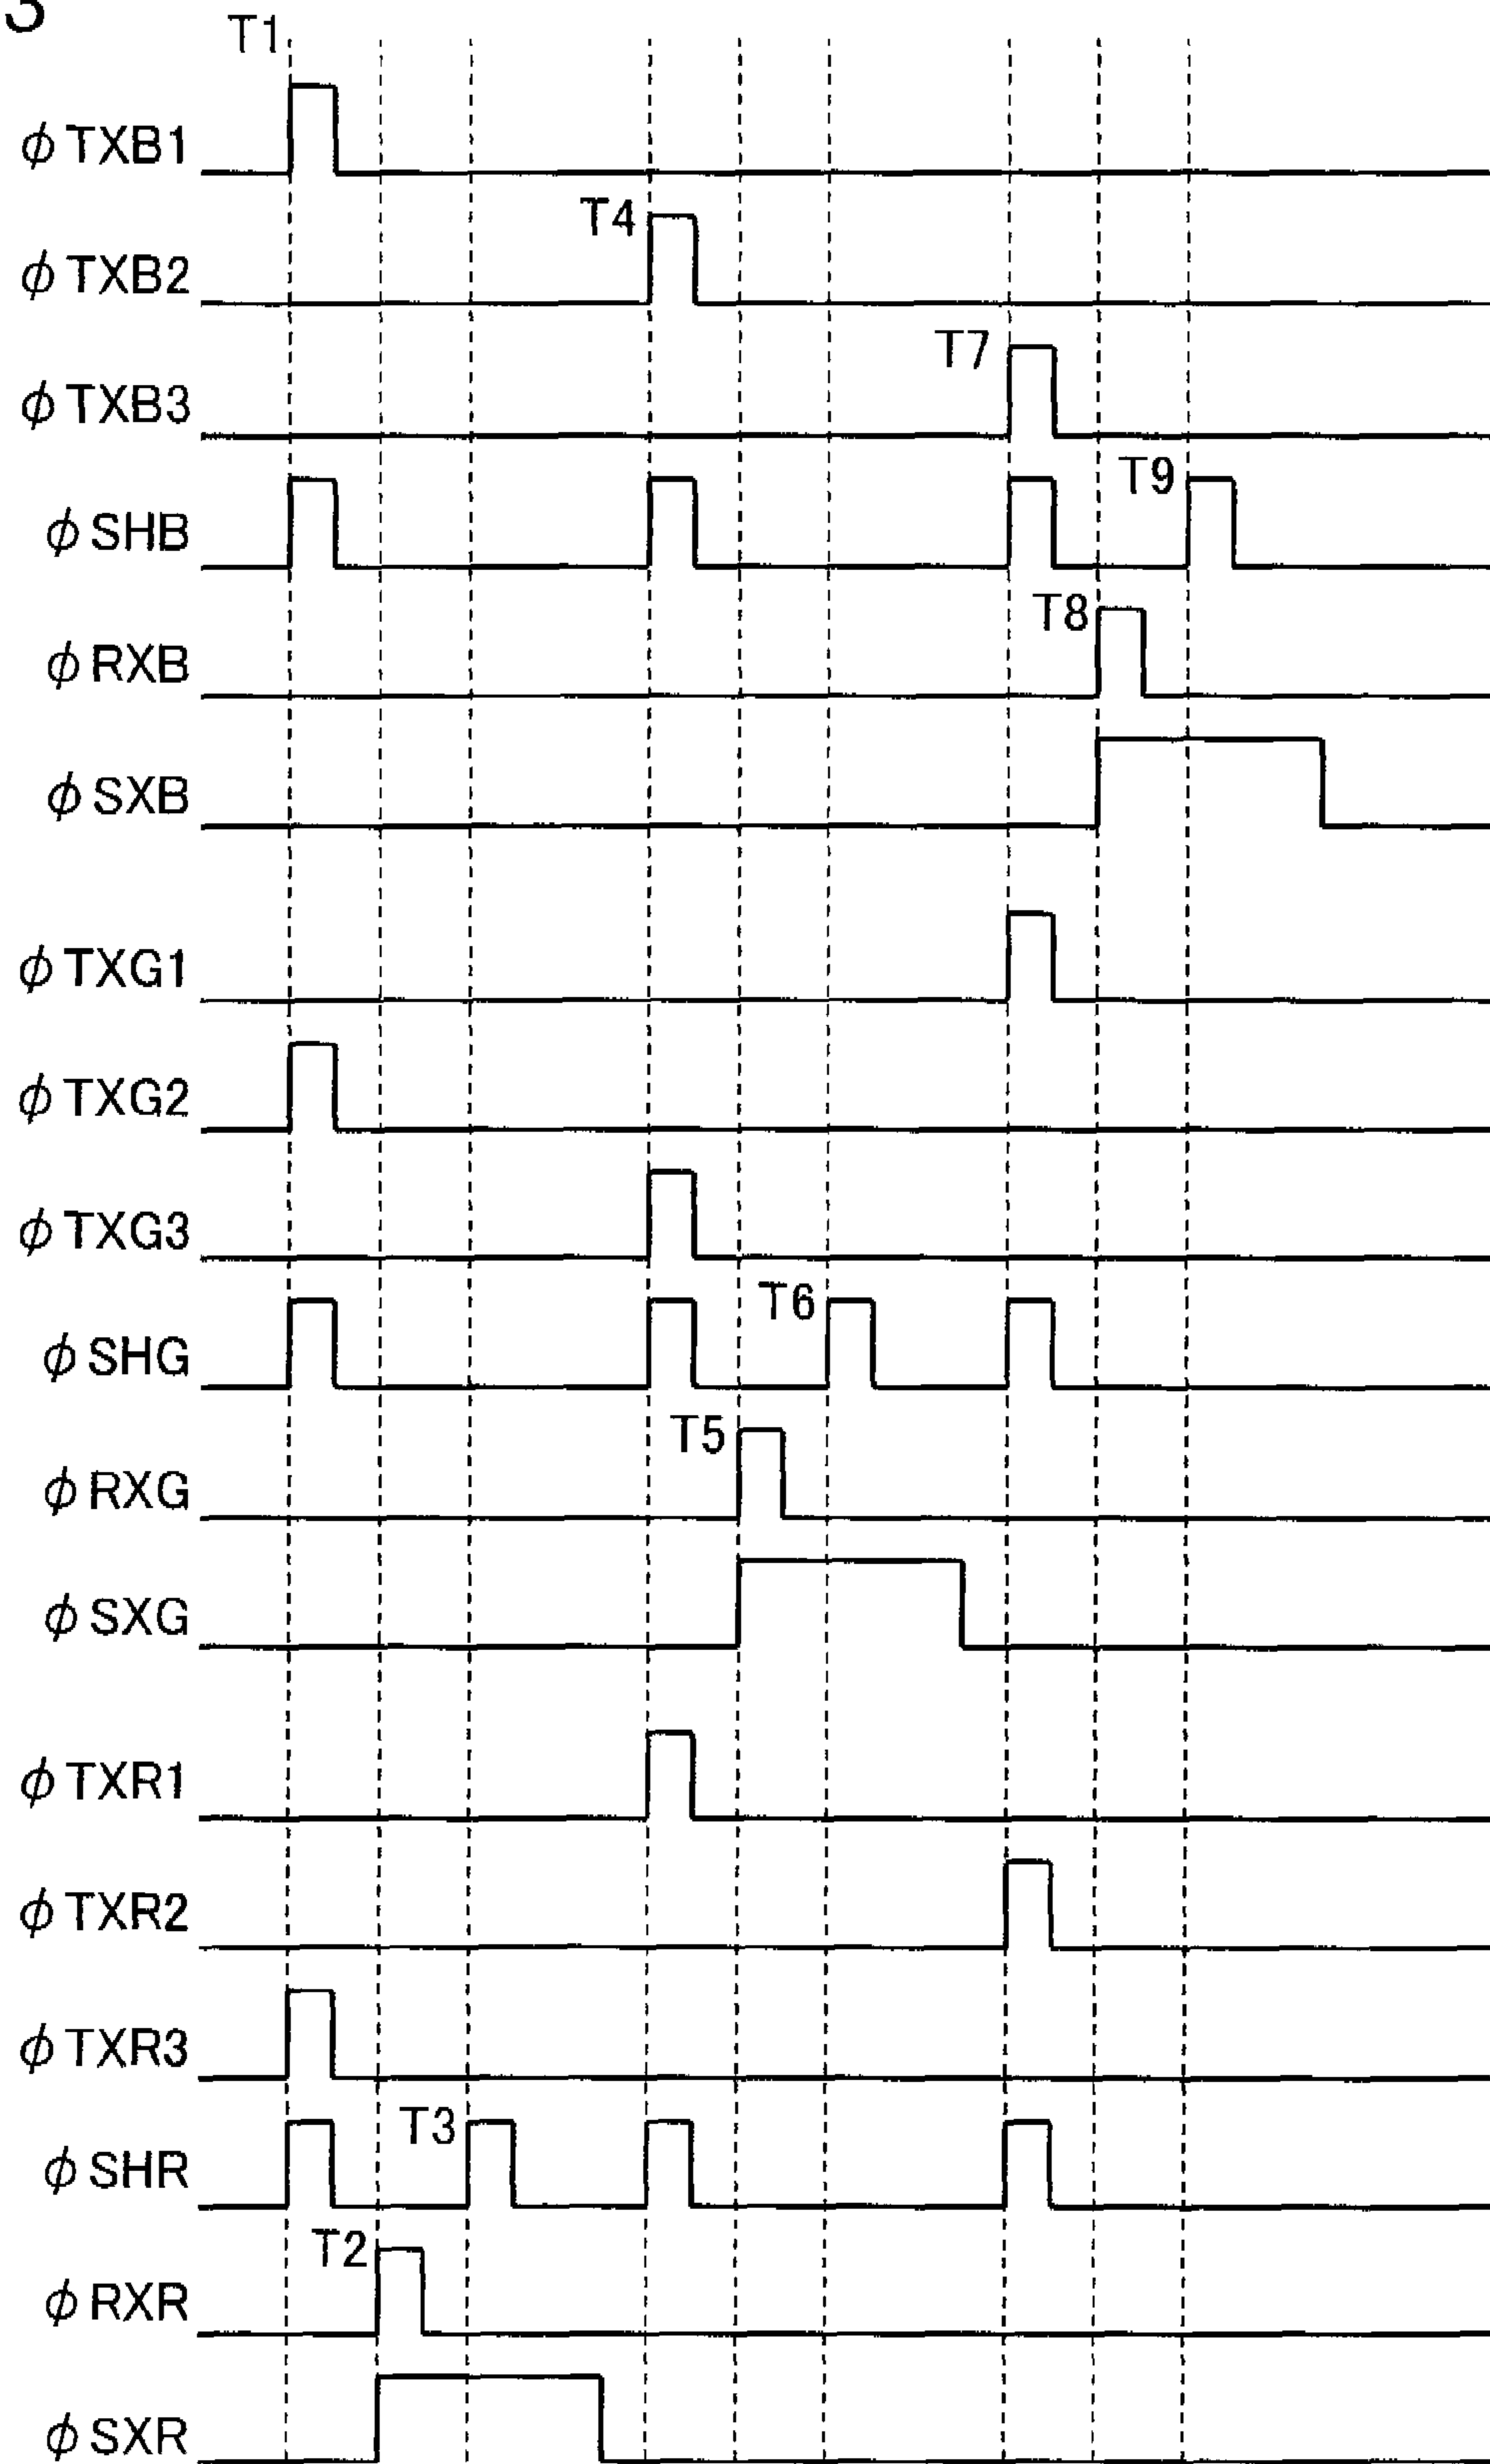 3
T1
φTXB1
T4
φTXB2
T7
φTXB3
T9
φSHB
T8
φRXB
φSXB
φTXG1
φTXG2
φTXG3
T6
φSHG
T5
φRXG
φSXG
φTXR1
φTXR2
φTXR3
T3
φSHR
T2
φRXR
φSXR